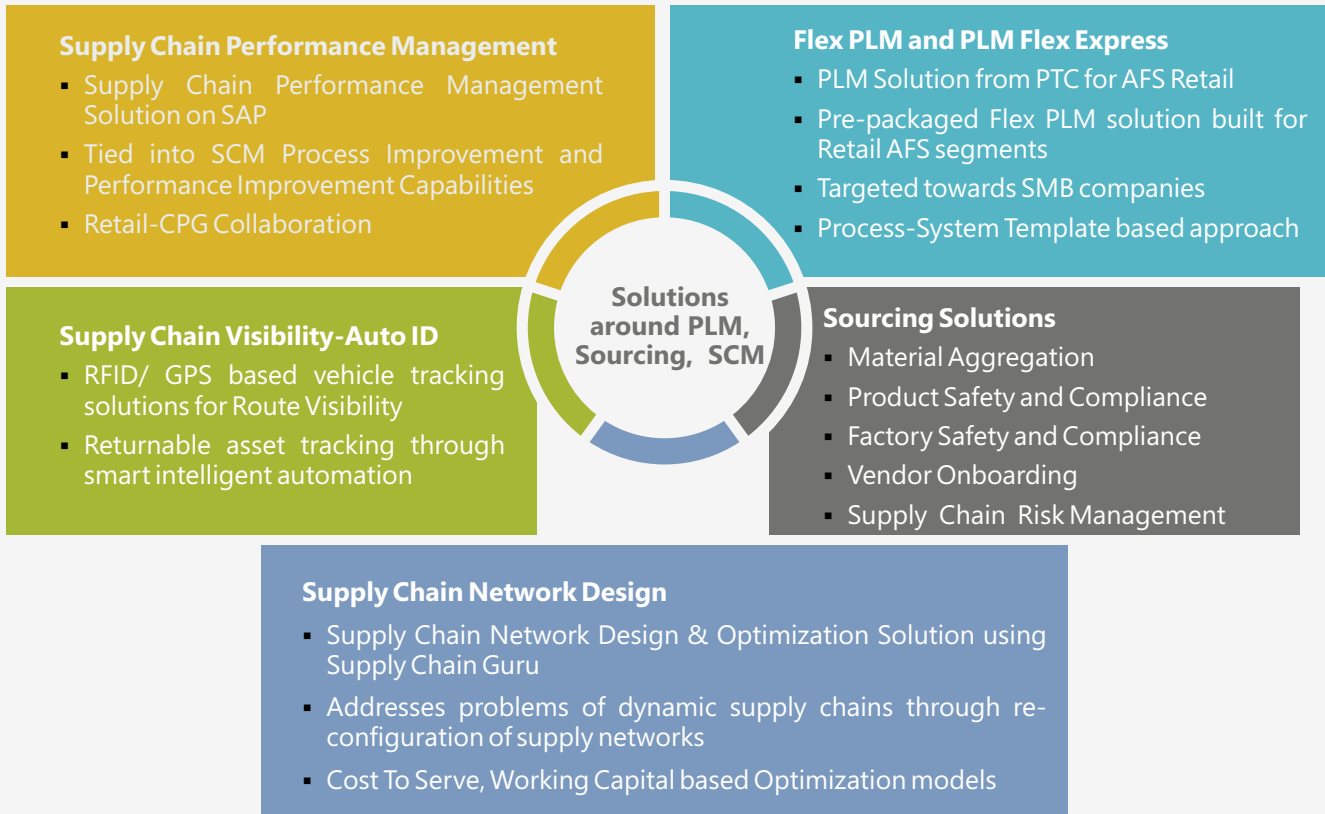 Supply Chain Performance Management
▪ Supply Chain Performance Management
Solution on SAP
▪ Tied into SCM Process Improvement and
Performance Improvement Capabilities
▪ Retail-CPG Collaboration
Flex PLM and PLM Flex Express
▪ PLM Solution from PTC for AFS Retail
▪ Pre-packaged Flex PLM solution built for
Retail AFS segments
▪ Targeted towards SMB companies
▪ Process-System Template based approach
Solutions
around PLM,
Sourcing, SCM
Supply Chain Visibility-Auto ID
▪ RFID/ GPS based vehicle tracking
solutions for Route Visibility
▪ Returnable asset tracking through
smart intelligent automation
Sourcing Solutions
▪ Material Aggregation
▪ Product Safety and Compliance
▪ Factory Safety and Compliance
▪ Vendor Onboarding
▪ Supply Chain Risk Management
Supply Chain Network Design
▪ Supply Chain Network Design & Optimization Solution using
Supply Chain Guru
▪ Addresses problems of dynamic supply chains through re-
configuration of supply networks
▪ Cost To Serve, Working Capital based Optimization models